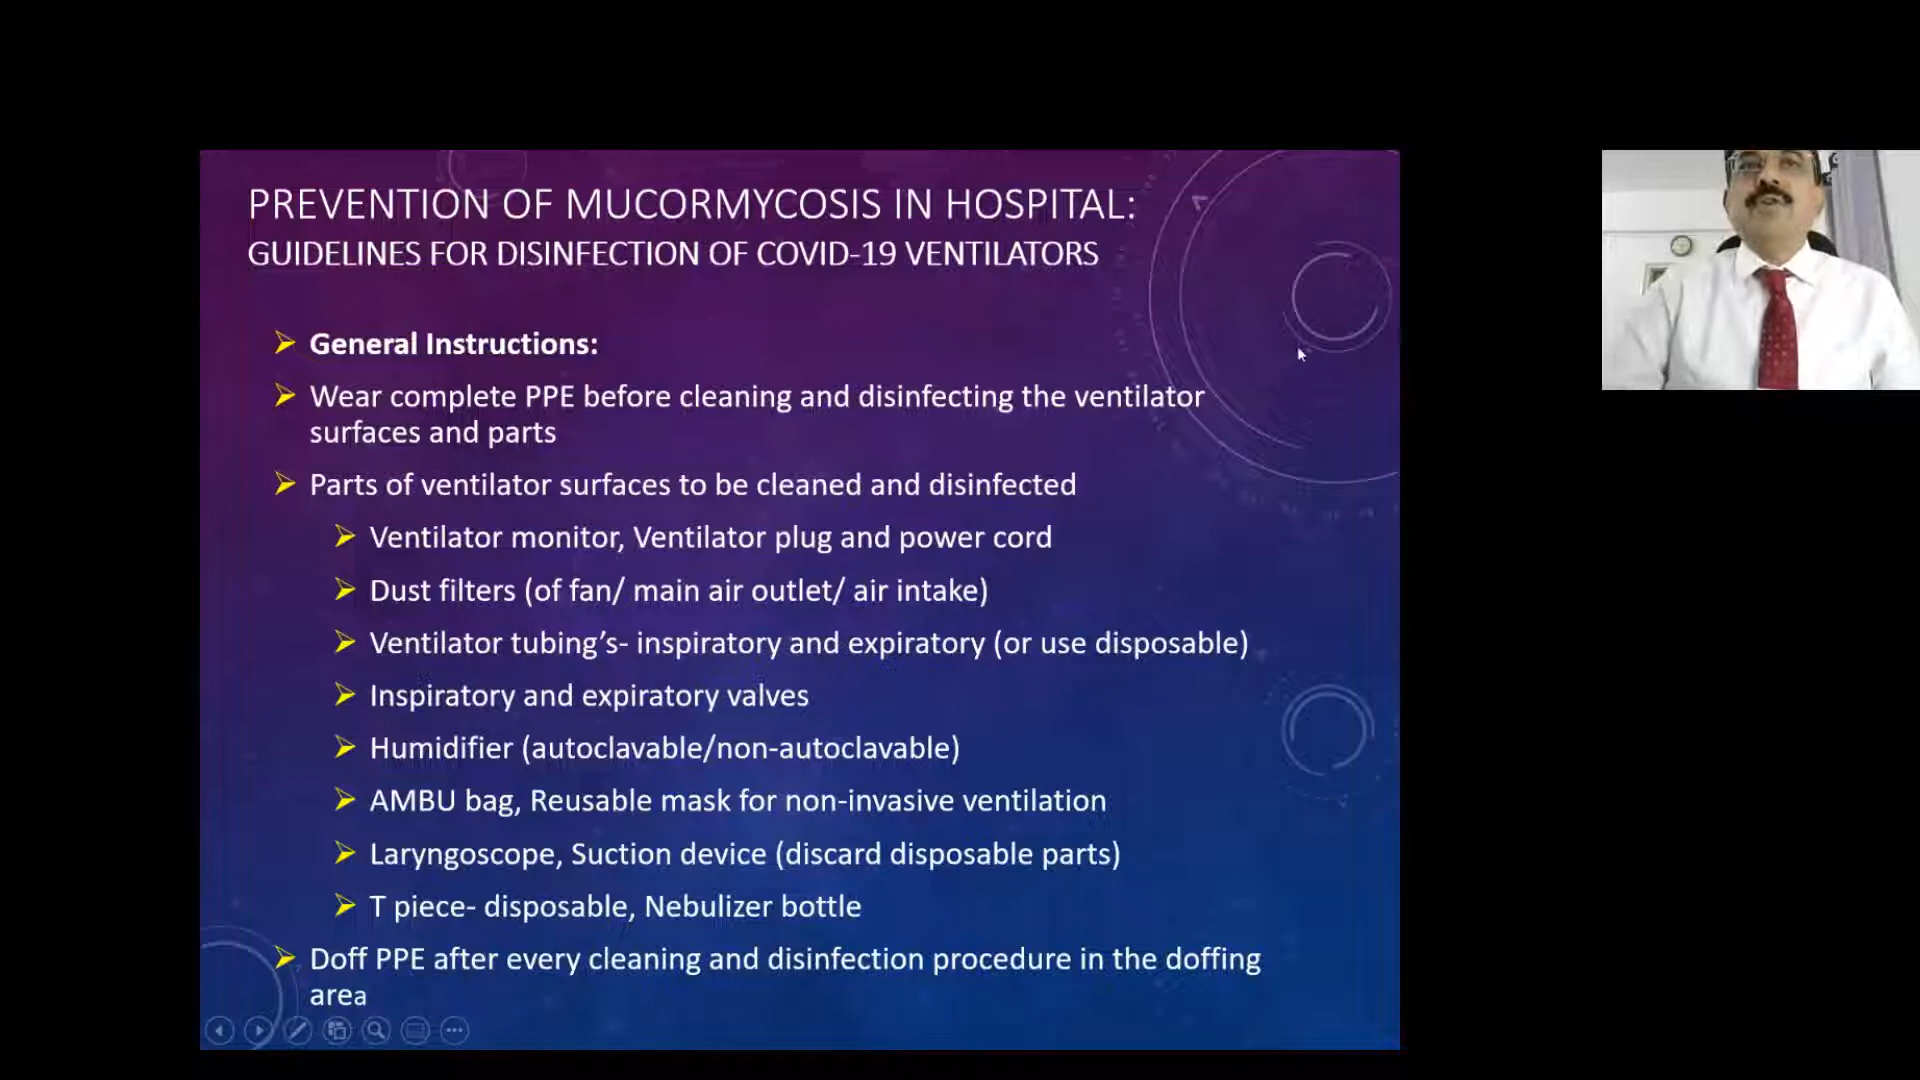 PREVENTION OF MUCORMYCOSIS IN HOSPITAL:
GUIDELINES FOR DISINFECTION OF COVID-19 VENTILATORS
General Instructions:
Wear complete PPE before cleaning and disinfecting the ventilator
surfaces and parts
Parts of ventilator surfaces to be cleaned and disinfected
Ventilator monitor, Ventilator plug and power cord
Dust filters (of fan/ main air outlet/ air intake)
Ventilator tubing’s- inspiratory and expiratory (or use disposable)
Inspiratory and expiratory valves
Humidifier (autoclavable/non-autoclavable)
AMBU bag, Reusable mask for non-invasive ventilation
Laryngoscope, Suction device (discard disposable parts)
T piece- disposable, Nebulizer bottle
Doff PPE after every cleaning and disinfection procedure in the doffing
area